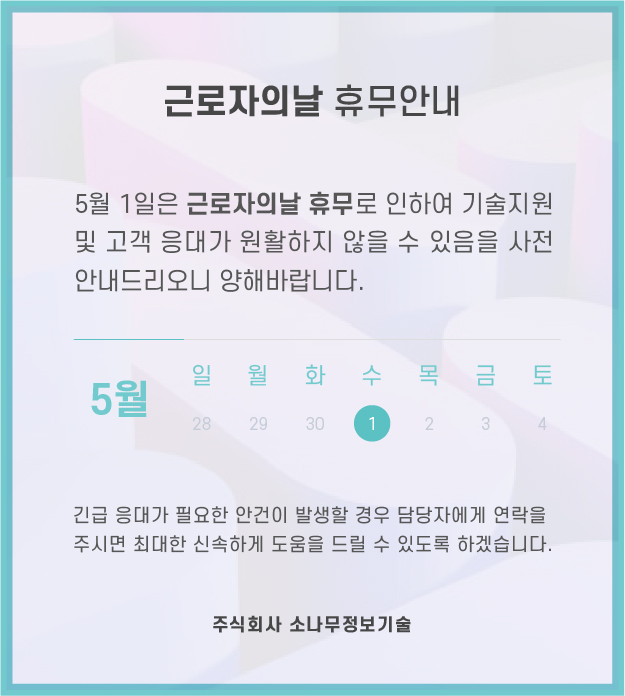 근로자의날 휴무안내
5월 1일은 근로자의날 휴무로 인하여 기술지원
및 고객 응대가 원활하지 않을 수 있음을 사전
안내드리오니 양해바랍니다.
일 월 화 수 목 금 토
5월
28 29 30 1 2 3 4
긴급 응대가 필요한 안건이 발생할 경우 담당자에게 연락을
주시면 최대한 신속하게 도움을 드릴 수 있도록 하겠습니다.
주식회사 소나무정보기술